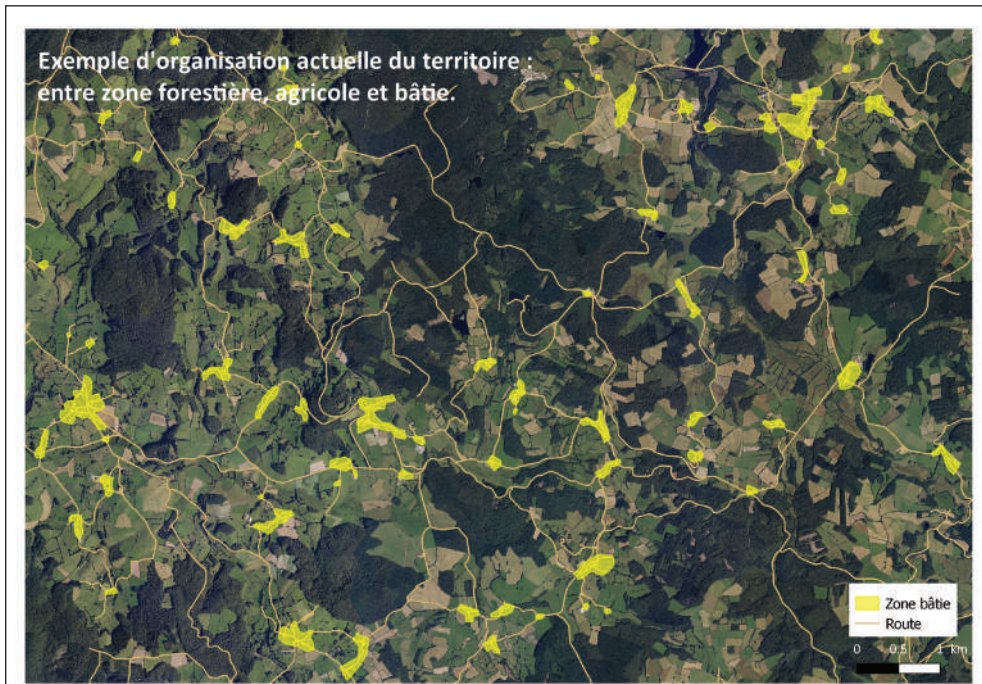 Exemple d'organisation actuelle du territoire :
entre zone forestière, agricole et bâtie.
Zone bâtie
Route
0 0.5 1 km